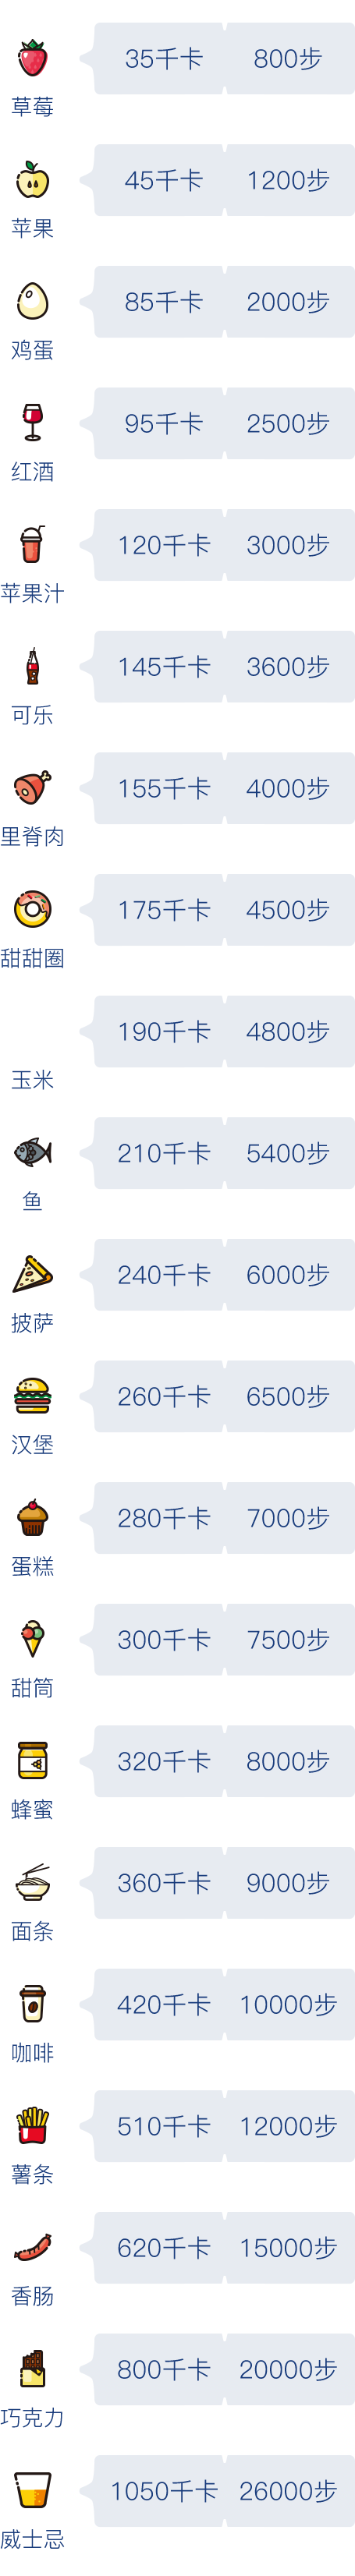 35千卡 800步
草莓
45千卡 1200步
苹果
85千卡 2000步
鸡蛋
95千卡 2500步
红酒
120千卡 3000步
苹果汁
145千卡 3600步
可乐
155千卡 4000步
里脊肉
175千卡 4500步
甜甜圈
190千卡 4800步
玉米
210千卡 5400步
鱼
240千卡 6000步
披萨
260千卡 6500步
汉堡
280千卡 7000步
蛋糕
300千卡 7500步
甜筒
320千卡 8000步
蜂蜜
360千卡 9000步
面条
420千卡 10000步
咖啡
510千卡 12000步
薯条
620千卡 15000步
香肠
800千卡 20000步
巧克力
1050千卡 26000步
威士忌